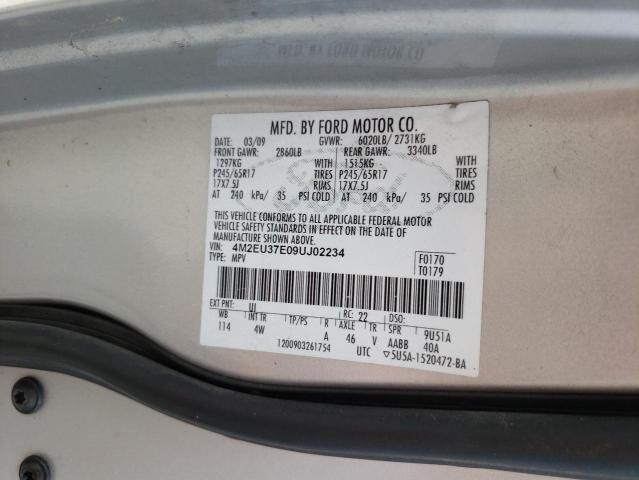 MFD. BY FORD MOTOR CO.
DATE: 03/09 GVWR: 6020LB/ 2731KG
FRONT GAWR: 2860LB REAR GAWR: 3340LB
1297KG WITH 1515KG WITH
P245/65R17 TIRES P245/65R17 TIRES
17X7.5J RIMS 17X7.5J RIMS
AT 240 kPa/ 35 PSI COLD AT 240 kPa/ 35 PSI COLD
THIS VEHICLE CONFORMS TO ALL APPLICABLE FEDERAL MOTOR
VEHICLE SAFETY STANDARDS IN EFFECT ON THE DATE OF
MANUFACTURE SHOWN ABOVE.
VIN: 4M2EU37E09UJ02234 F0170
TYPE: MPV T0179
EXT PNT: UJ RC: 22 DSO:
WB INT TR TP/PS R AXLE TR SPR 9U51A
114 4W A 46 V AABB 40A
1200903261754 UTC 5U5A-1520472-BA